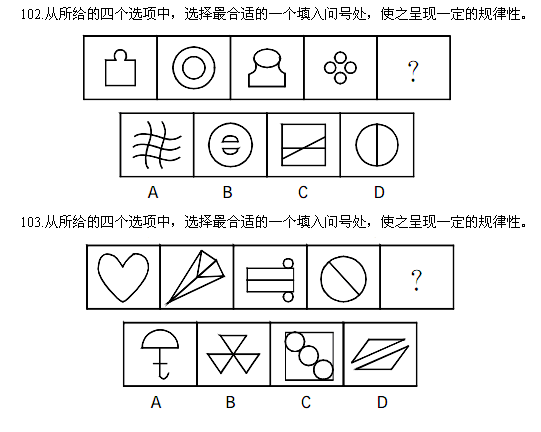 102.从所给的四个选项中，选择最合适的一个填入问号处，使之呈现一定的规律性。
?
A B C D
103.从所给的四个选项中，选择最合适的一个填入问号处，使之呈现一定的规律性。
?
A B C D